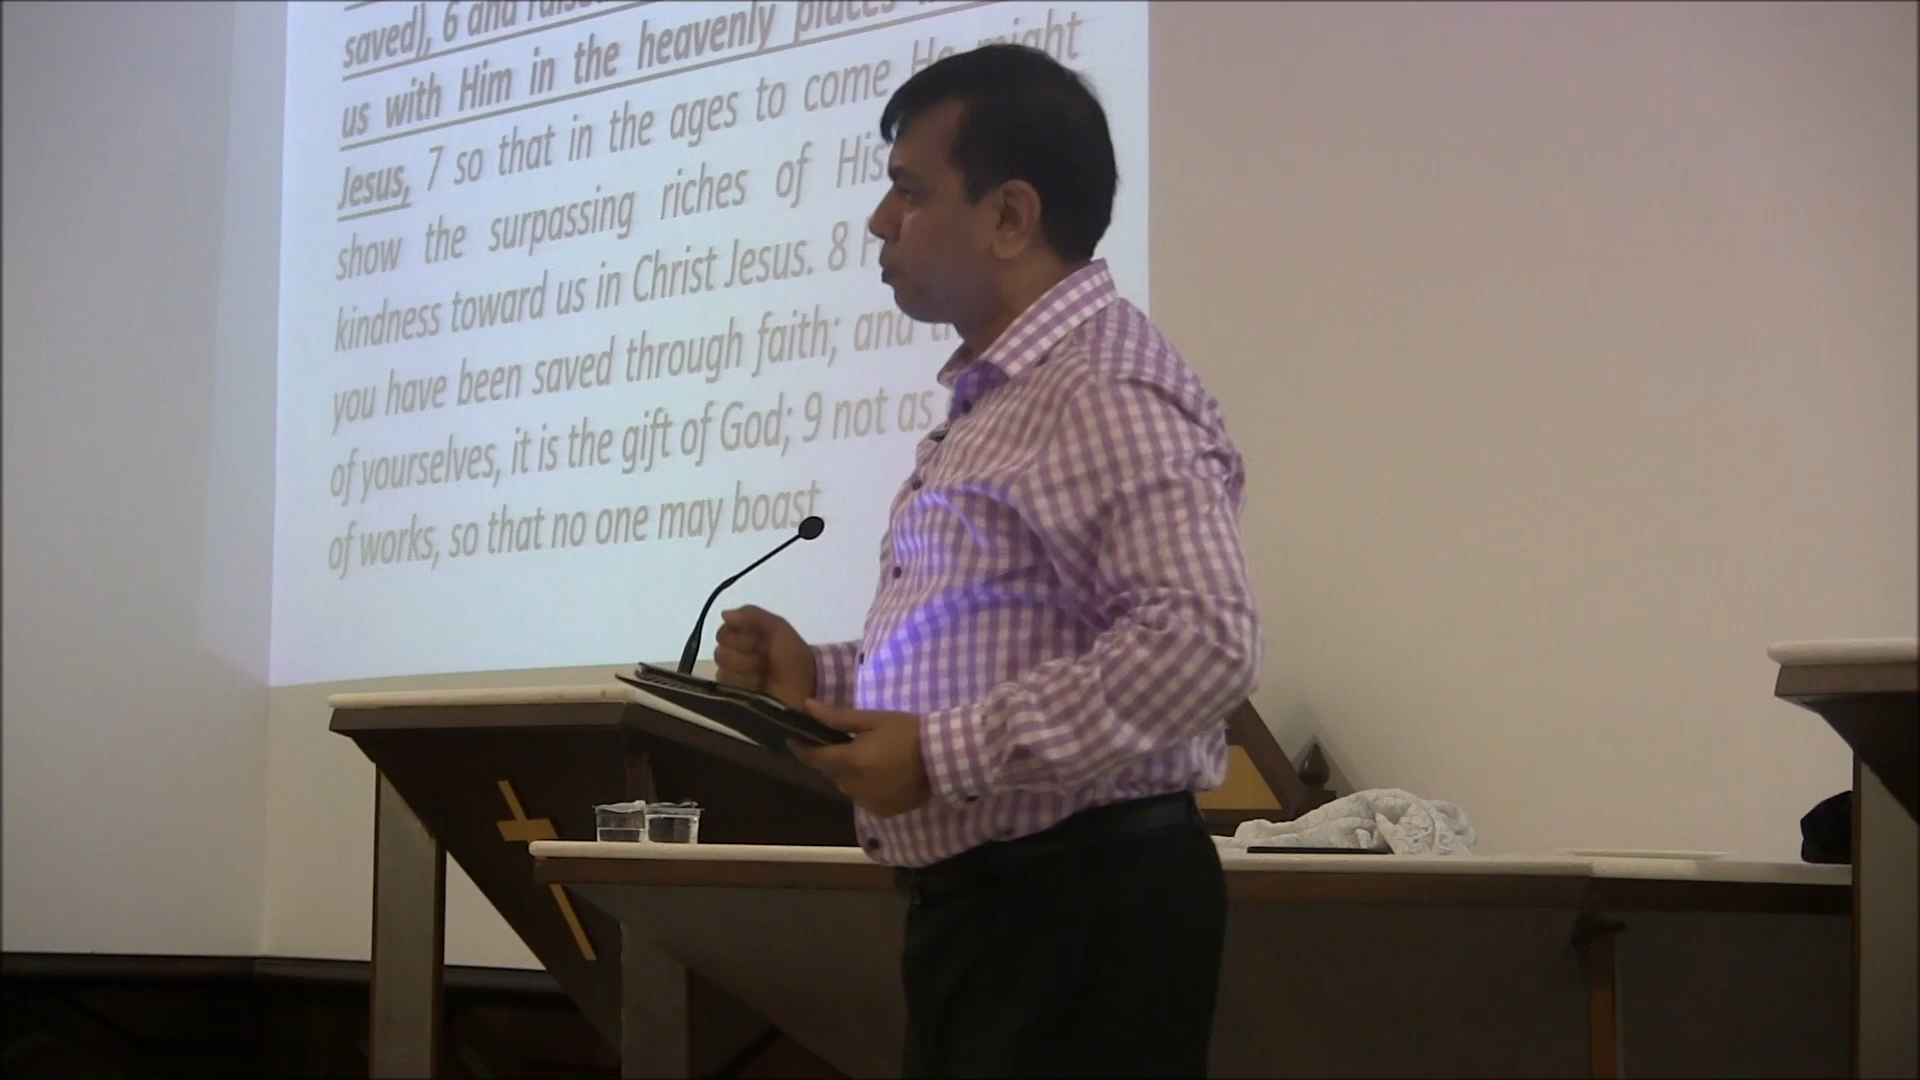 saved), 6 and raised
us with Him in the heavenly places
Jesus, 7 so that in the ages to come He might
show the surpassing riches of His
kindness toward us in Christ Jesus. 8
you have been saved through faith; and
of yourselves, it is the gift of God; 9 not as
of works, so that no one may boast